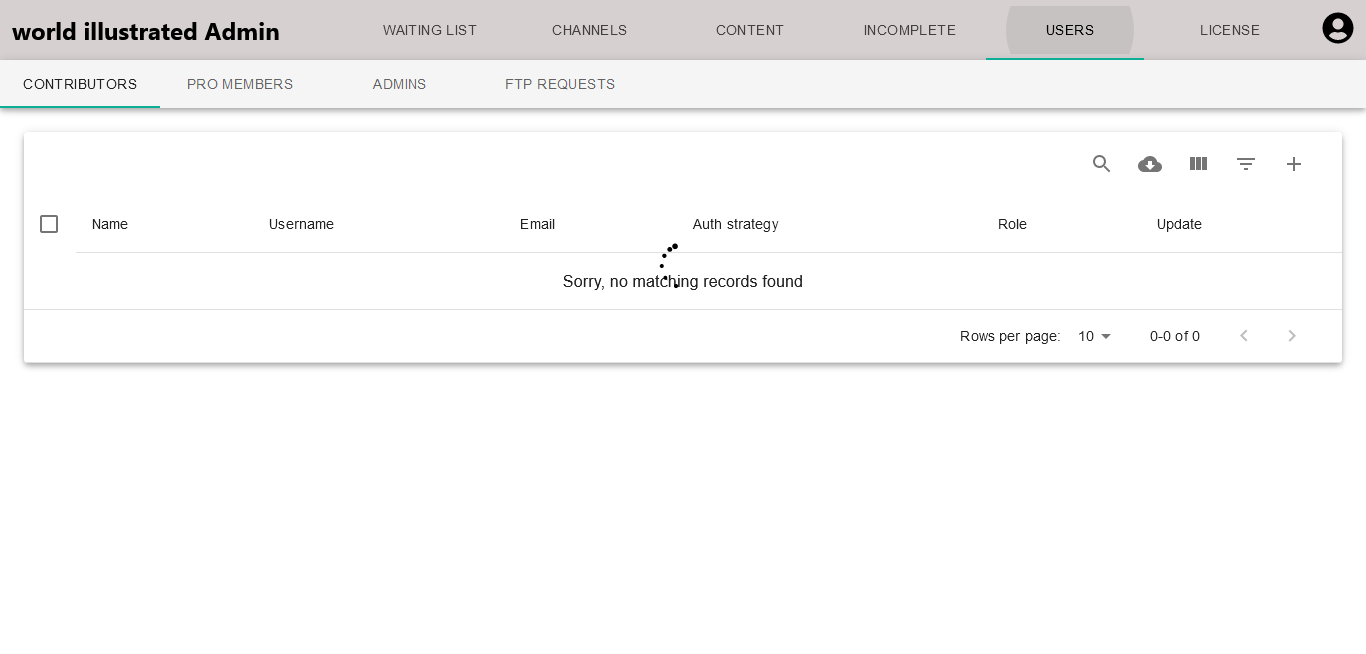 world illustrated Admin WAITING LIST CHANNELS CONTENT INCOMPLETE USERS LICENSE
CONTRIBUTORS PRO MEMBERS ADMINS FTP REQUESTS
Name Username Email Auth strategy Role Update
Sorry, no matching records found
Rows per page: 10 0-0 of 0